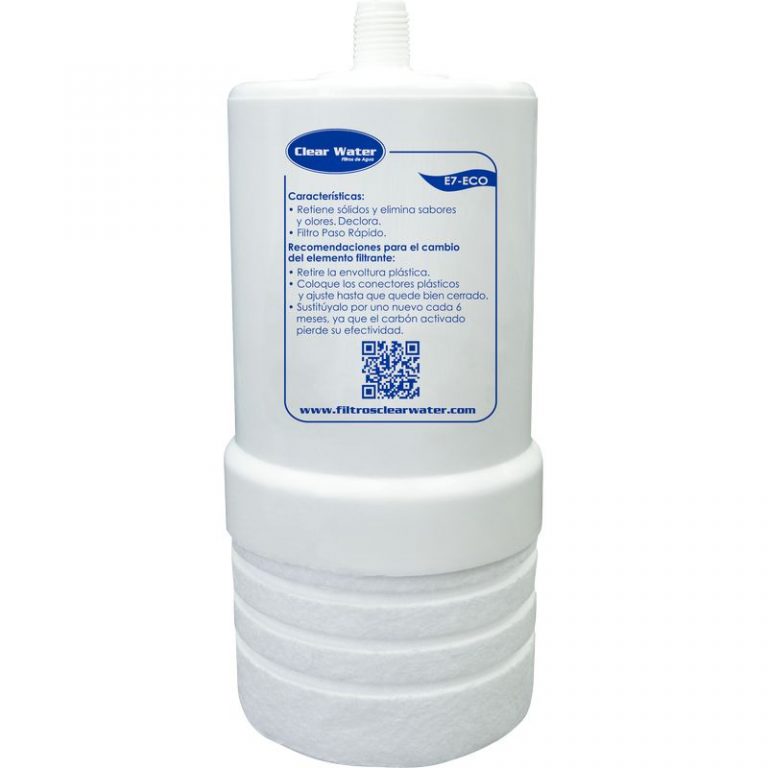 Clear Water
Filtros de Agua
E7-ECO
Características:
• Retiene sólidos y elimina sabores
y olores. Declora.
• Filtro Paso Rápido.
Recomendaciones para el cambio
del elemento filtrante:
• Retire la envoltura plástica.
• Coloque los conectores plásticos
y ajuste hasta que quede bien cerrado.
• Sustitúyalo por uno nuevo cada 6
meses, ya que el carbón activado
pierde su efectividad.
www.filtrosclearwater.com